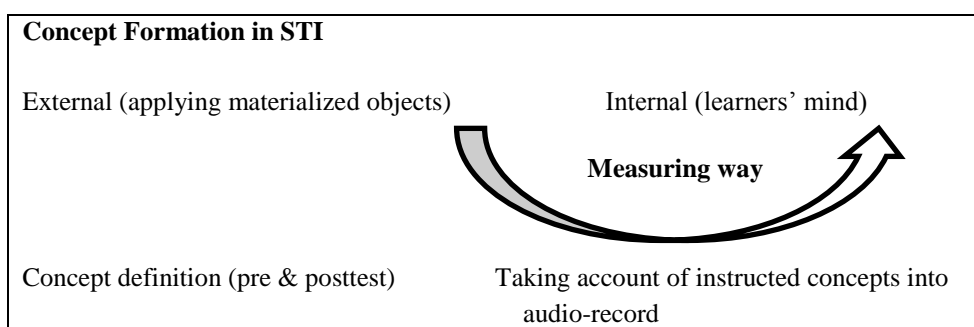 Concept Formation in STI
External (applying materialized objects) Internal (learners’ mind)
Measuring way
Concept definition (pre & posttest) Taking account of instructed concepts into
audio-record